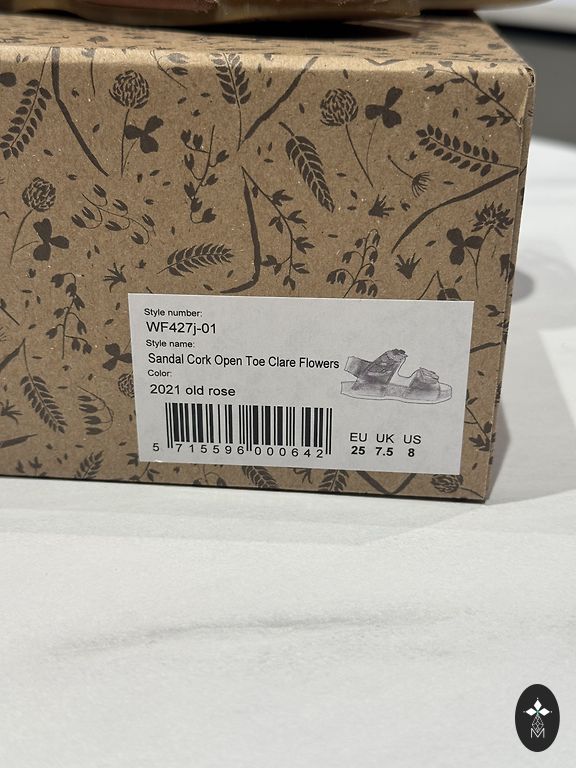 Style number:
WF427j-01
Style name:
Sandal Cork Open Toe Clare Flowers
Color:
2021 old rose
5 715596 000642
EU UK US
25 7.5 8
M